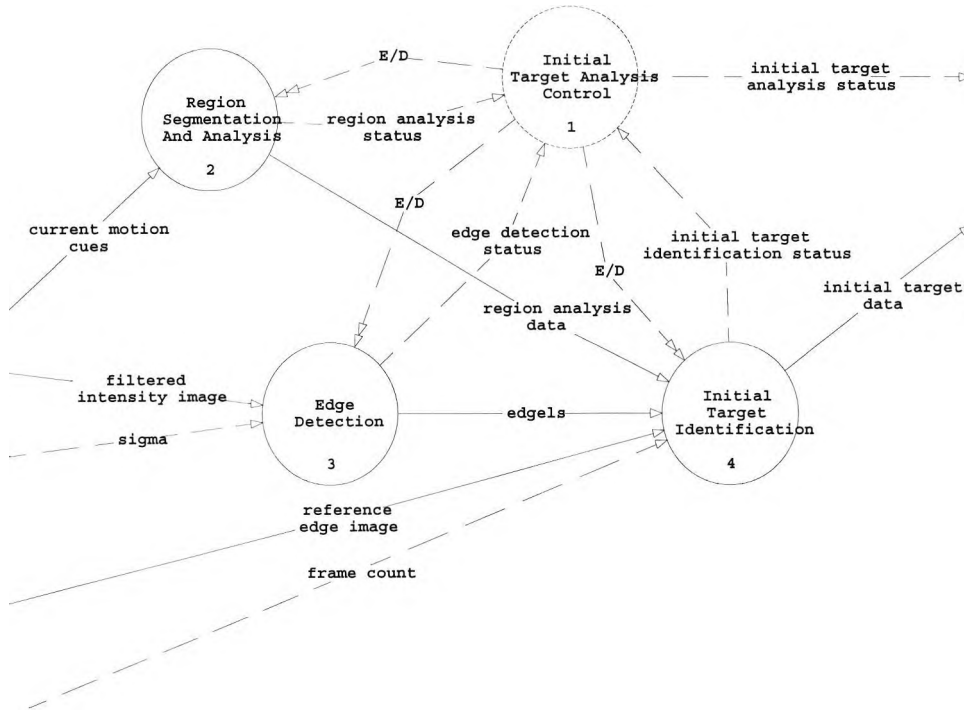 E/D
Initial
Target Analysis
Control
1
initial target
analysis status
Region
Segmentation
And Analysis
2
region analysis
status
E/D
current motion
cues
edge detection
status
E/D
initial target
identification status
initial target
data
region analysis
data
filtered
intensity image
sigma
Edge
Detection
3
edgels
Initial
Target
Identification
4
reference
edge image
frame count